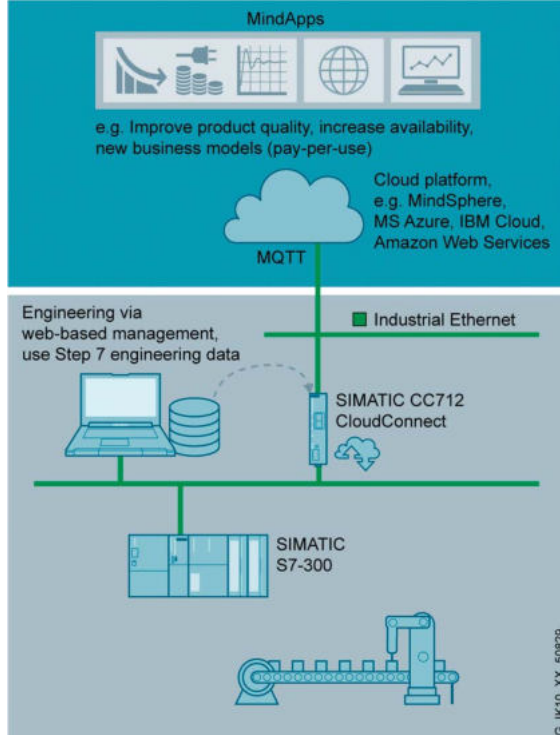 MindApps
e.g. Improve product quality, increase availability,
new business models (pay-per-use)
Cloud platform,
e.g. MindSphere,
MS Azure, IBM Cloud,
Amazon Web Services
MQTT
Engineering via
web-based management,
use Step 7 engineering data
Industrial Ethernet
SIMATIC CC712
CloudConnect
SIMATIC
S7-300